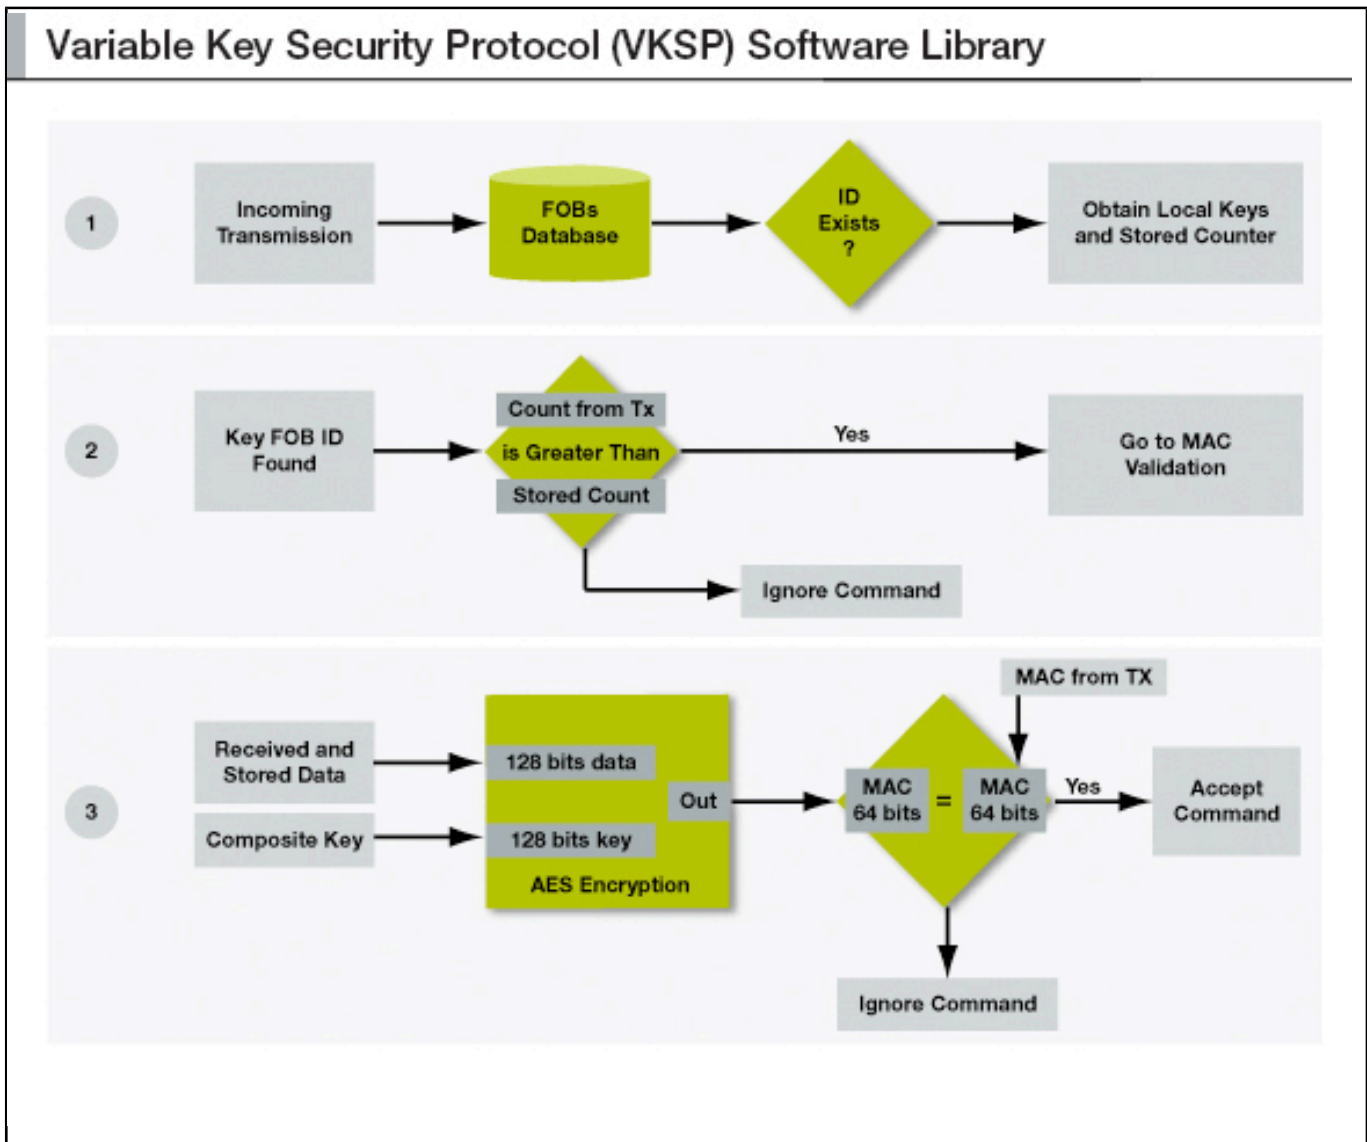 Variable Key Security Protocol (VKSP) Software Library
1
Incoming
Transmission
FOBs
Database
ID
Exists
?
Obtain Local Keys
and Stored Counter
2
Key FOB ID
Found
Count from Tx
is Greater Than
Stored Count
Yes
Go to MAC
Validation
Ignore Command
3
Received and
Stored Data
Composite Key
128 bits data
128 bits key
Out
AES Encryption
MAC from TX
MAC
64 bits
=
MAC
64 bits
Yes
Accept
Command
Ignore Command